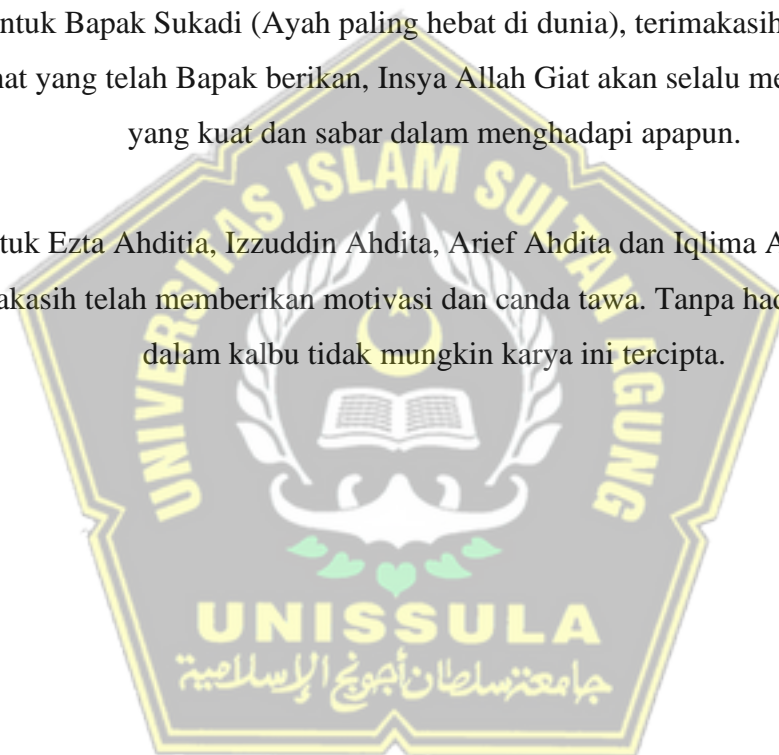 ntuk Bapak Sukadi (Ayah paling hebat di dunia), terimakasih
hat yang telah Bapak berikan, Insya Allah Giat akan selalu me
yang kuat dan sabar dalam menghadapi apapun.
tuk Ezta Ahditia, Izzuddin Ahdita, Arief Ahdita dan Iqlima A
akasih telah memberikan motivasi dan canda tawa. Tanpa had
dalam kalbu tidak mungkin karya ini tercipta.
UNIVERSITAS ISLAM SULTAN AGUNG
UNISSULA
جامعة سلطان أجونج الإسلامية